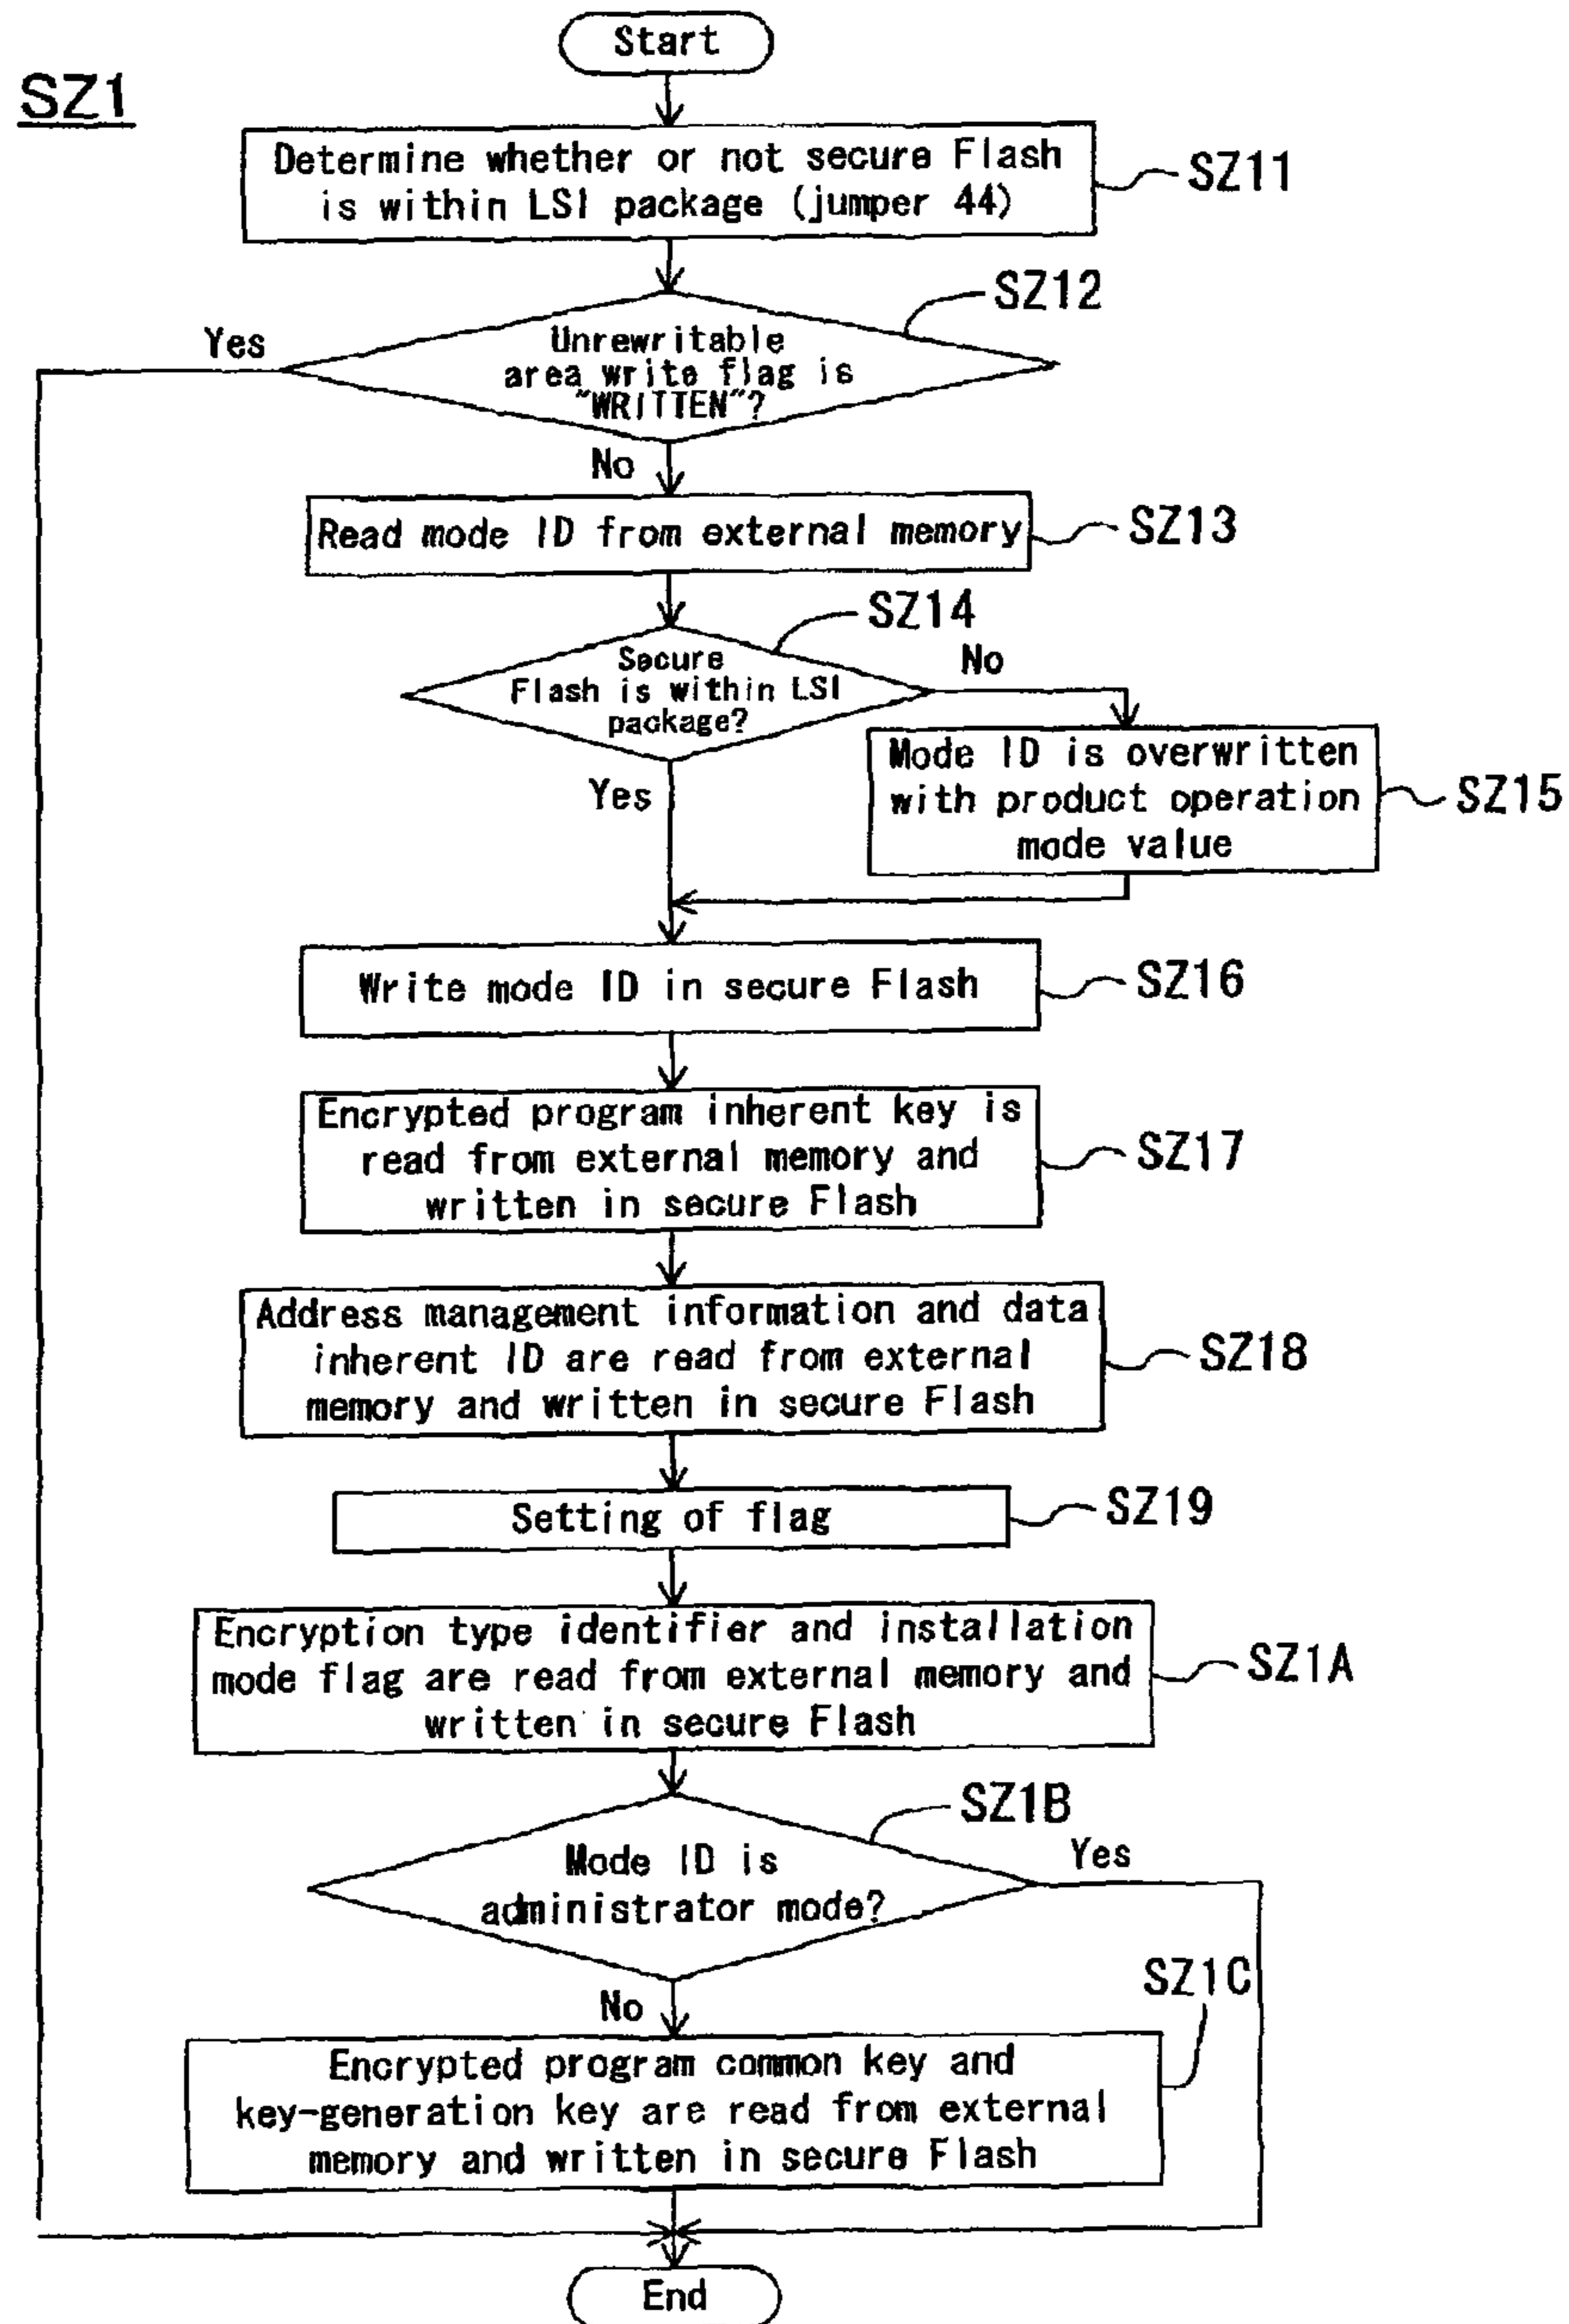 Start
SZ1
Determine whether or not secure Flash
is within LSI package (jumper 44)
SZ11
SZ12
Yes
Unrewritable
area write flag is
"WRITTEN"?
No
Read mode ID from external memory
SZ13
SZ14
Secure
Flash is within LSI
package?
No
Yes
Mode ID is overwritten
with product operation
mode value
SZ15
Write mode ID in secure Flash
SZ16
Encrypted program inherent key is
read from external memory and
written in secure Flash
SZ17
Address management information and data
inherent ID are read from external
memory and written in secure Flash
SZ18
Setting of flag
SZ19
Encryption type identifier and installation
mode flag are read from external memory and
written in secure Flash
SZ1A
SZ1B
Mode ID is
administrator mode?
Yes
No
SZ1C
Encrypted program common key and
key-generation key are read from external
memory and written in secure Flash
End